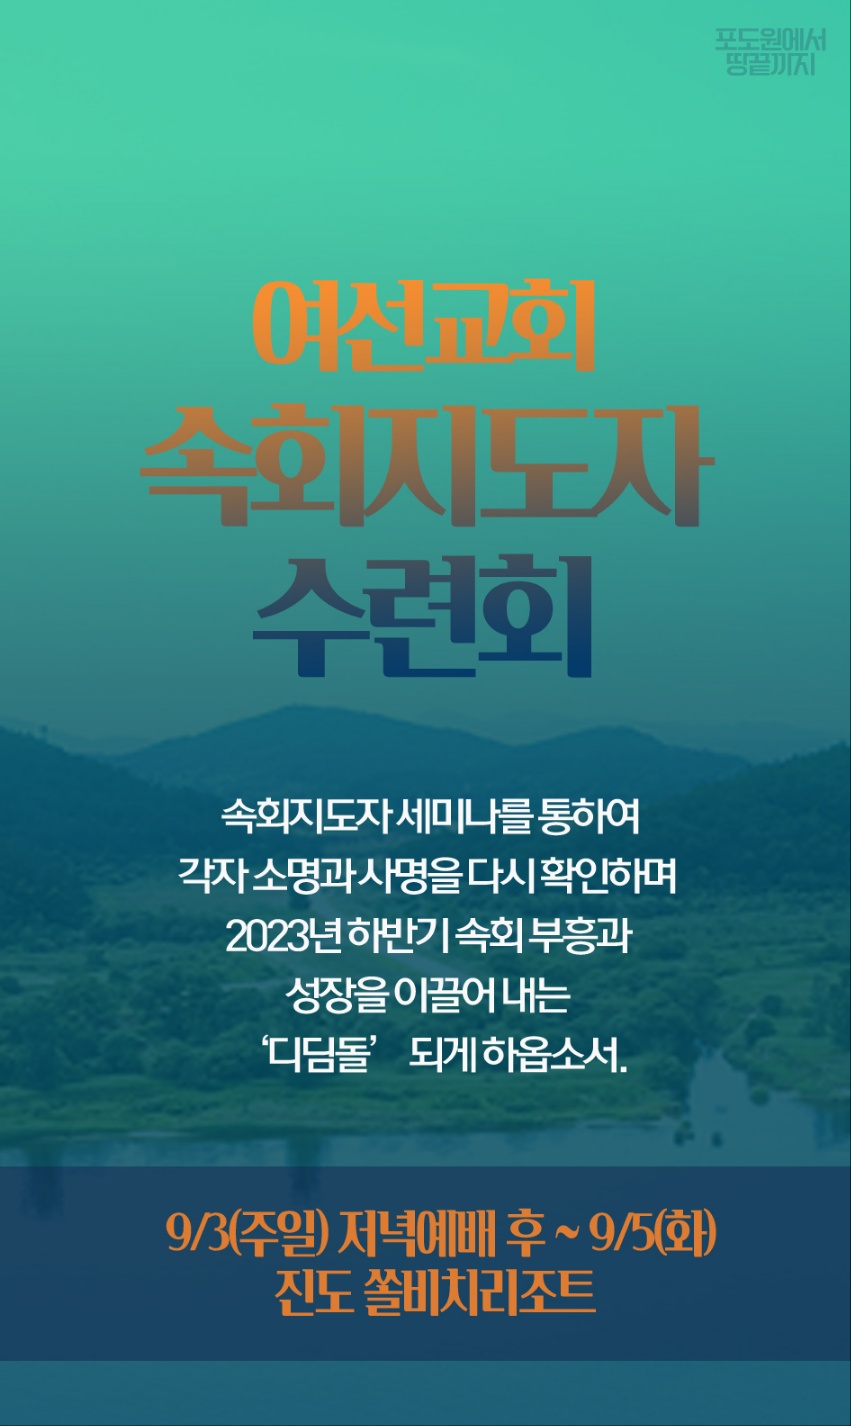 포도원에서
땅끝까지
여선교회
속회지도자
수련회
속회지도자 세미나를 통하여
각자 소명과 사명을 다시 확인하며
2023년 하반기 속회 부흥과
성장을 이끌어 내는
‘디딤돌’ 되게 하옵소서.
9/3(주일) 저녁예배 후 ~ 9/5(화)
진도 쏠비치리조트